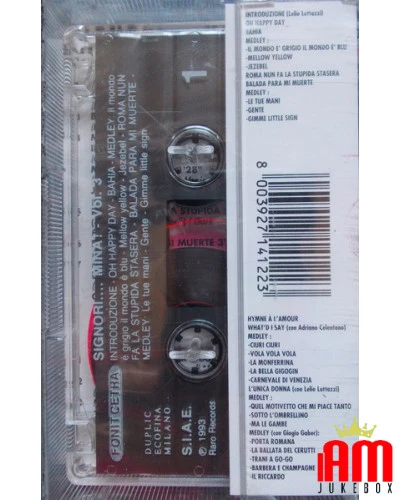 INTRODUZIONE (Lelio Luttazzi)
OH HAPPY DAY
BAHIA
MEDLEY :
-IL MONDO E' GRIGIO IL MONDO E' BLU'
-MELLOW YELLOW
-JEZEBEL
ROMA NUN FA LA STUPIDA STASERA
BALADA PARA MI MUERTE
MEDLEY :
-LE TUE MANI
-GENTE
-GIMME LITTLE SIGN
8 003927 141223
HYMNE À L'AMOUR
WHAT'D I SAY (con Adriano Celentano)
MEDLEY :
-CIURI CIURI
-VOLA VOLA VOLA
-LA MONFERRINA
-LA BELLA GIGOGIN
-CARNEVALE DI VENEZIA
L'UNICA DONNA (con Lelio Luttazzi)
MEDLEY :
-QUEL MOTIVETTO CHE MI PIACE TANTO
-SOTTO L'OMBRELLINO
-MA LE GAMBE
MEDLEY (con Giogio Gaber):
-PORTA ROMANA
-LA BALLATA DEL CERUTTI
-TRANI A GO-GO
-BARBERA E CHAMPAGNE
-IL RICCARDO
1
SIGNORI.... MINA! - Vol. 3
INTRODUZIONE - OH HAPPY DAY - BAHIA - MEDLEY Il mondo
è grigio il mondo è blu - Mellow yellow - Jezebel - ROMA NUN
FA LA STUPIDA STASERA - BALADA PARA MI MUERTE -
MEDLEY Le tue mani - Gente - Gimme little sign
FONIT CETRA
DUPLIC
ECOFINA
MILANO
S.I.A.E.
℗ 1993
Raro Records
A STUPIDA
MI MUERTE
IAM
JUKEBOX